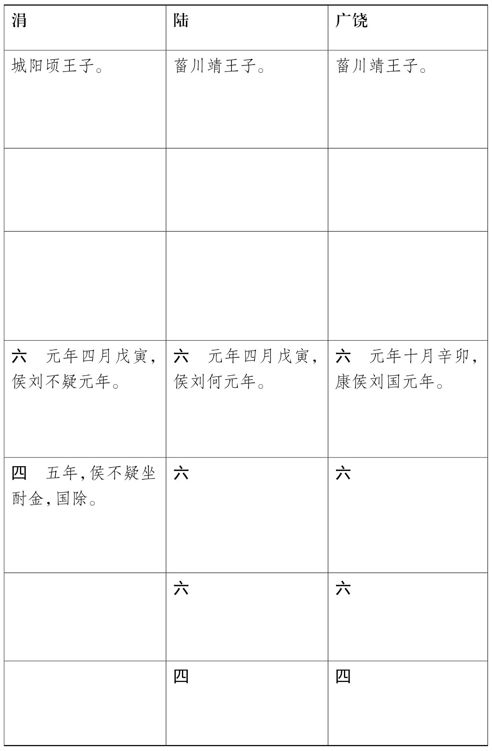 涓 陆 广饶
城阳顷王子。 菑川靖王子。 菑川靖王子。
六 元年四月戊寅， 六 元年四月戊寅， 六 元年十月辛卯，
侯刘不疑元年。 侯刘何元年。 康侯刘国元年。
四 五年，侯不疑坐 六 六
酎金，国除。
六 六
四 四